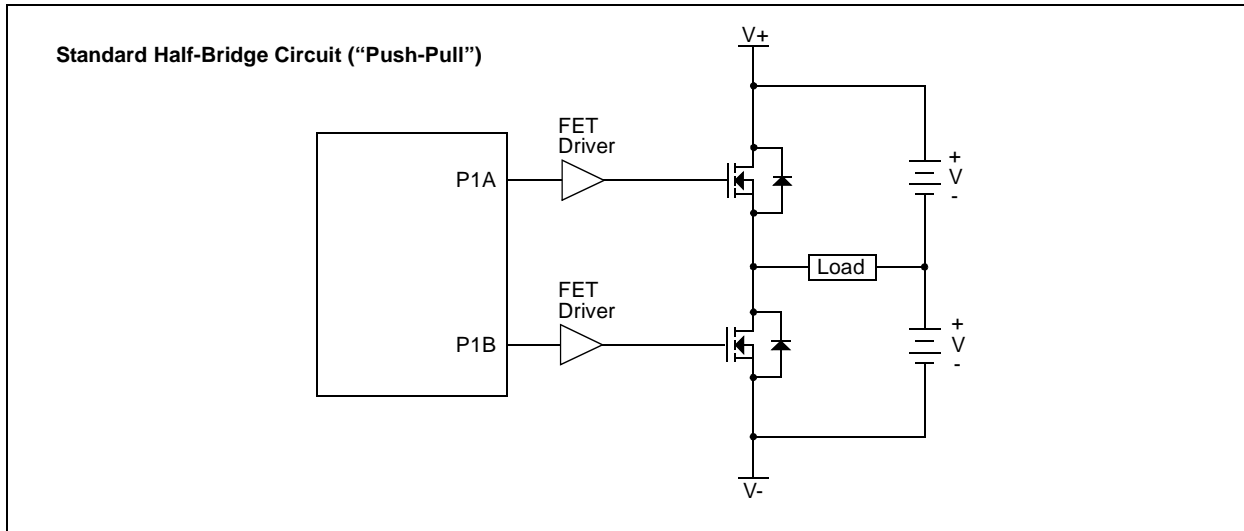 Standard Half-Bridge Circuit (“Push-Pull”)
V+
FET
Driver
P1A
+
V
-
Load
FET
Driver
P1B
+
V
-
V-